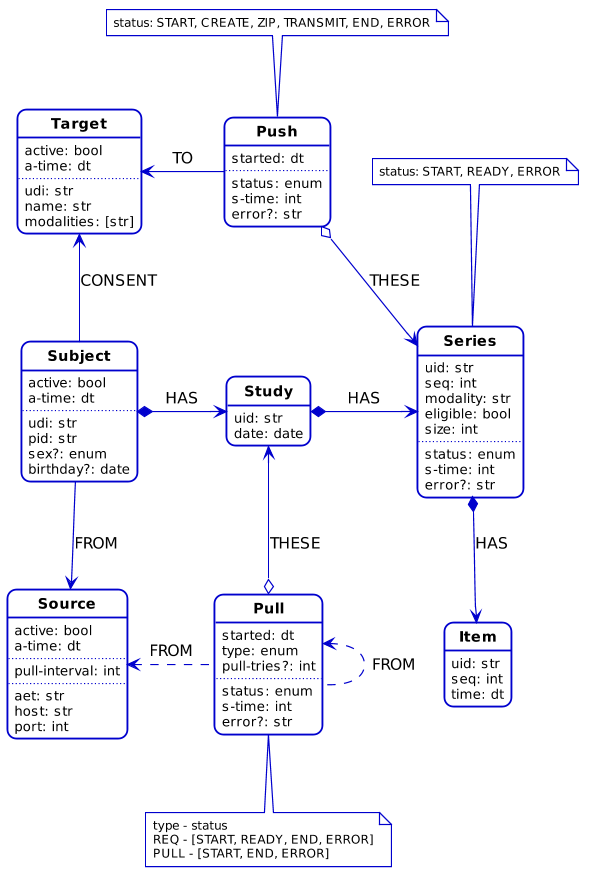 status: START, CREATE, ZIP, TRANSMIT, END, ERROR
Target
active: bool
a-time: dt
udi: str
name: str
modalities: [str]
TO
Push
started: dt
status: enum
s-time: int
error?: str
status: START, READY, ERROR
CONSENT
THESE
Subject
active: bool
a-time: dt
udi: str
pid: str
sex?: enum
birthday?: date
HAS
Study
uid: str
date: date
HAS
Series
uid: str
seq: int
modality: str
eligible: bool
size: int
status: enum
s-time: int
error?: str
FROM
THESE
HAS
Source
active: bool
a-time: dt
pull-interval: int
aet: str
host: str
port: int
FROM
Pull
started: dt
type: enum
pull-tries?: int
status: enum
s-time: int
error?: str
FROM
Item
uid: str
seq: int
time: dt
type - status
REQ - [START, READY, END, ERROR]
PULL - [START, END, ERROR]